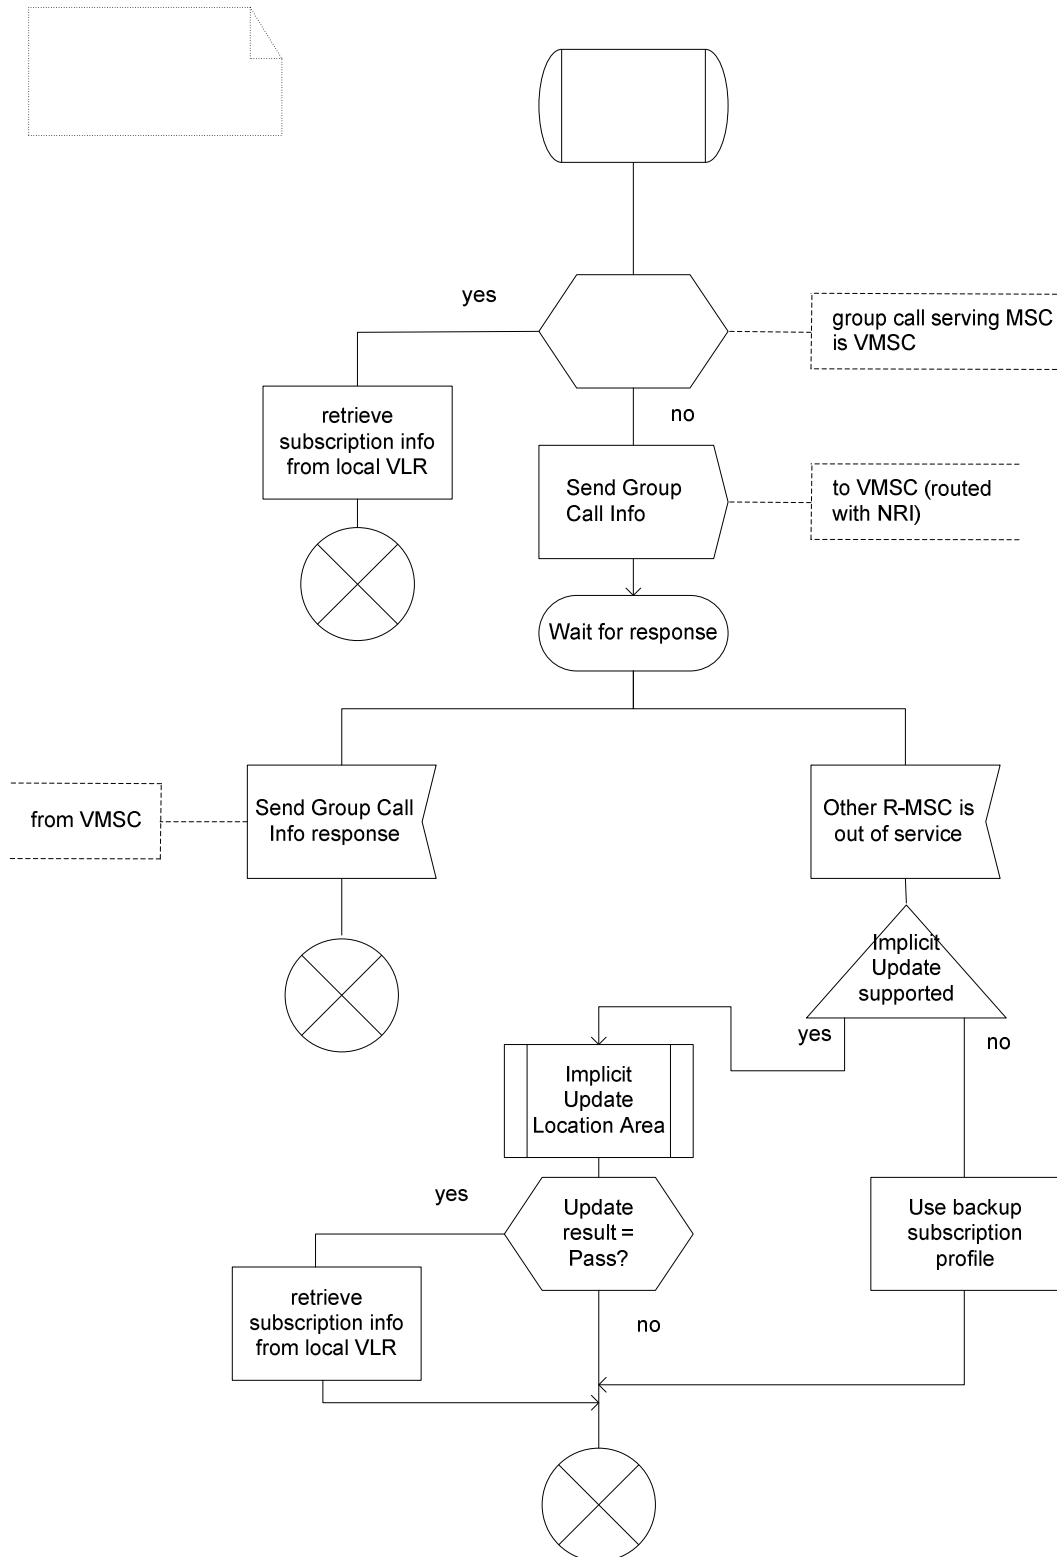 yes
group call serving MSC
is VMSC
retrieve
subscription info
from local VLR
no
Send Group
Call Info
to VMSC (routed
with NRI)
Wait for response
from VMSC
Send Group Call
Info response
Other R-MSC is
out of service
Implicit
Update
supported
yes
no
Implicit
Update
Location Area
yes
Update
result =
Pass?
Use backup
subscription
profile
retrieve
subscription info
from local VLR
no